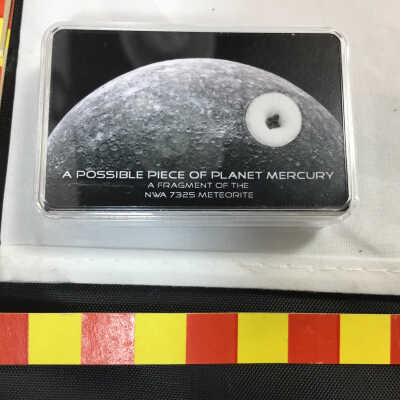 A POSSIBLE PIECE OF PLANET MERCURY
A FRAGMENT OF THE
NWA 7325 METEORITE